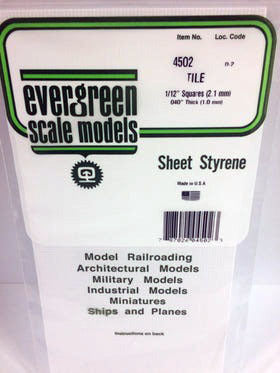 Item No. Loc. Code
4502 D-2
TILE
1/12" Squares (2.1 mm)
.040" Thick (1.0 mm)
evergreen
scale models
Sheet Styrene
Made in U.S.A
Model Railroading
Architectural Models
Military Models
Industrial Models
Miniatures
Ships and Planes
Instructions on back